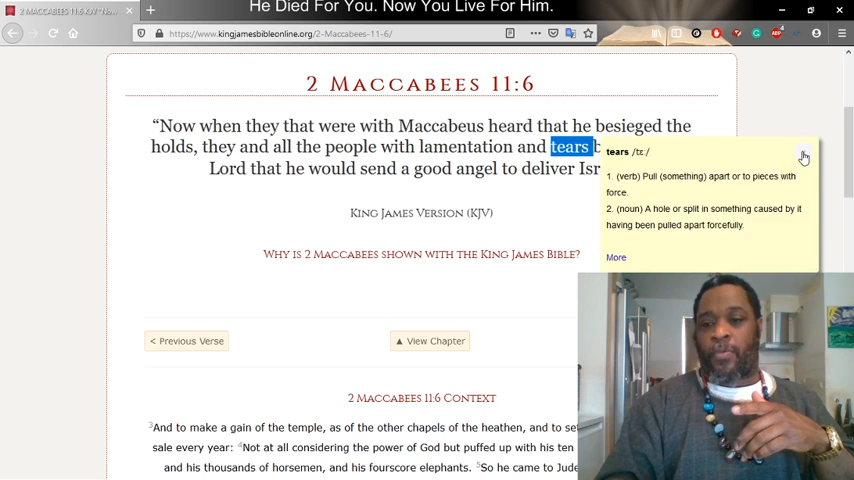 He Died For You. Now You Live For Him.
2 MACCABEES 11:6 KJV "Now
https://www.kingjamesbibleonline.org/2-Maccabees-11-6/
2 Maccabees 11:6
“Now when they that were with Maccabeus heard that he besieged the
holds, they and all the people with lamentation and tears b
Lord that he would send a good angel to deliver Isr
tears /tɛ:/
1. (verb) Pull (something) apart or to pieces with
force.
2. (noun) A hole or split in something caused by it
having been pulled apart forcefully.
More
King James Version (KJV)
Why is 2 Maccabees shown with the King James Bible?
< Previous Verse
▲ View Chapter
2 Maccabees 11:6 Context
3And to make a gain of the temple, as of the other chapels of the heathen, and to set
sale every year: 4Not at all considering the power of God but puffed up with his ten
and his thousands of horsemen, and his fourscore elephants. 5So he came to Jude